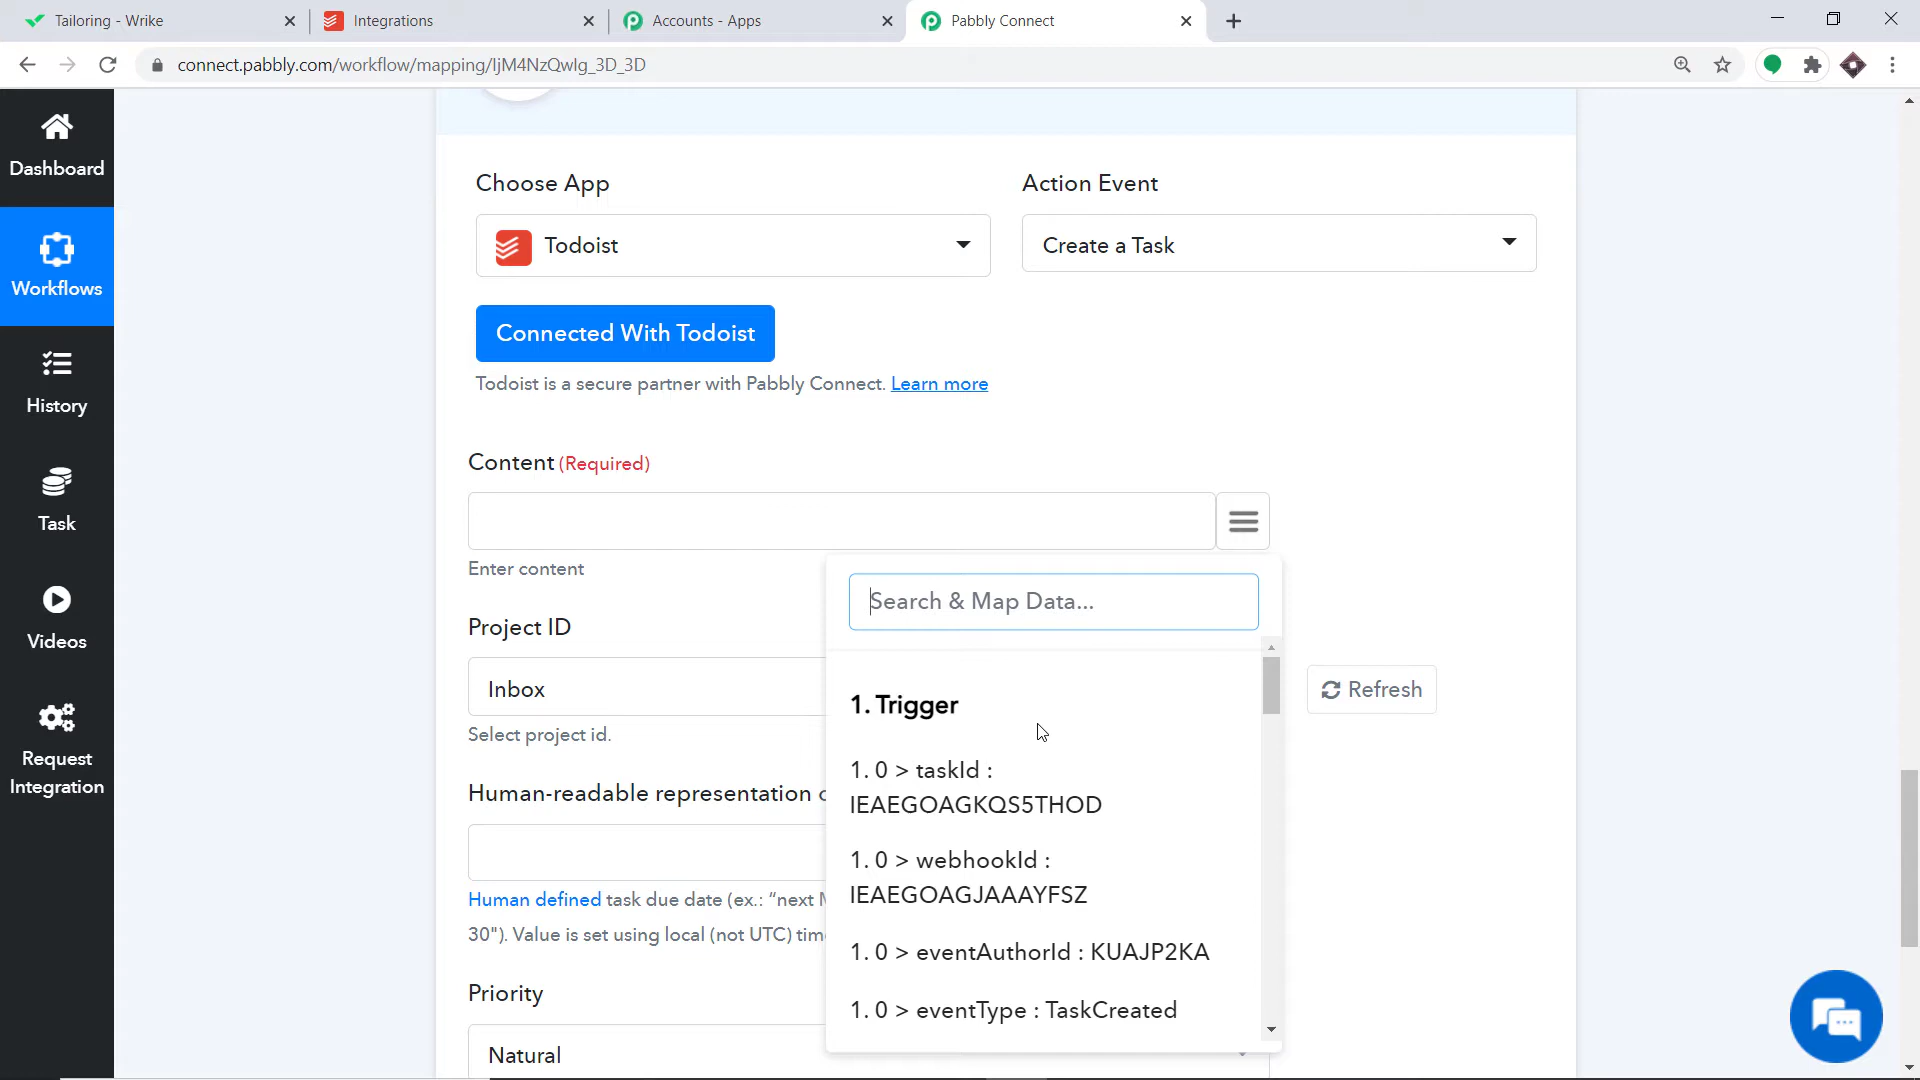 Tailoring - Wrike
Integrations
Accounts - Apps
Pabbly Connect
connect.pabbly.com/workflow/mapping/IjM4NzQwIg_3D_3D
Dashboard
Workflows
History
Task
Videos
Request
Integration
Choose App
Action Event
Todoist
Create a Task
Connected With Todoist
Todoist is a secure partner with Pabbly Connect. Learn more
Content (Required)
Enter content
Search & Map Data...
Project ID
Inbox
Refresh
Select project id.
1. Trigger
1. 0 > taskId :
IEAEGOAGKQS5THOD
1. 0 > webhookId :
IEAEGOAGJAAAYFSZ
1. 0 > eventAuthorId : KUAJP2KA
1. 0 > eventType : TaskCreated
Human-readable representation
Human defined task due date (ex.: “next
30"). Value is set using local (not UTC)
Priority
Natural